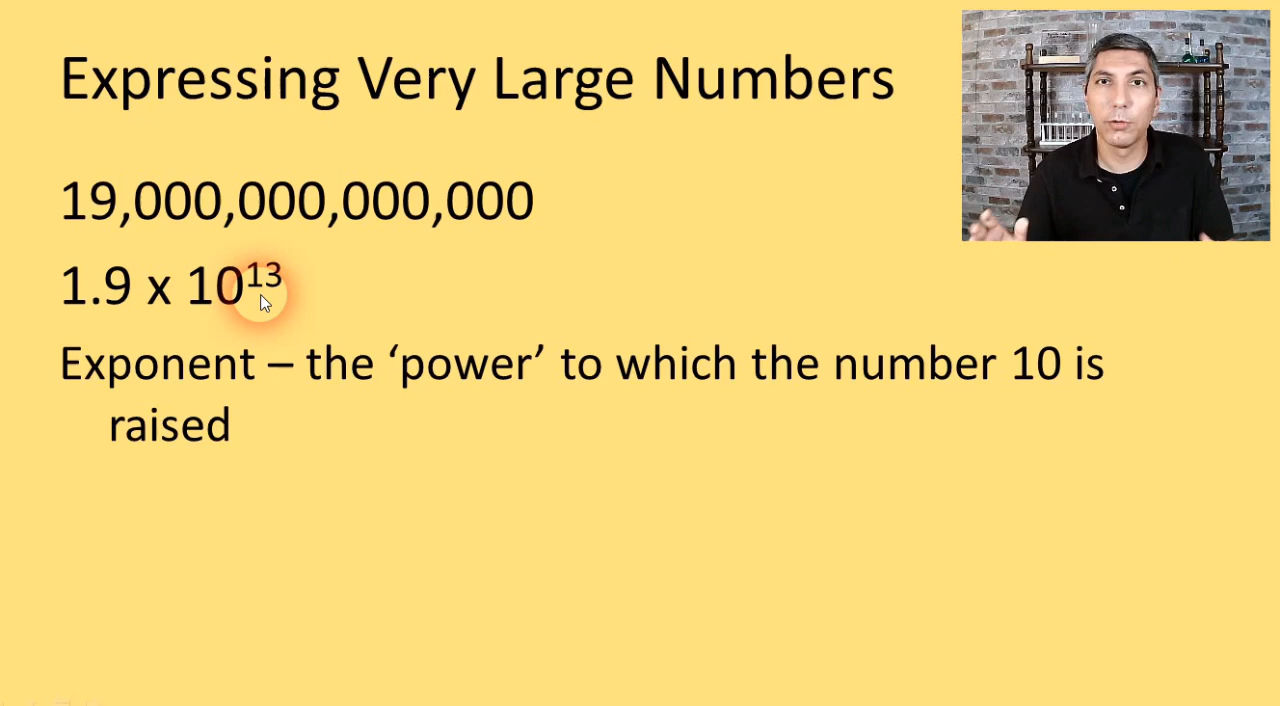 Expressing Very Large Numbers
19,000,000,000,000
1.9 x 10¹³
Exponent – the ‘power’ to which the number 10 is
raised